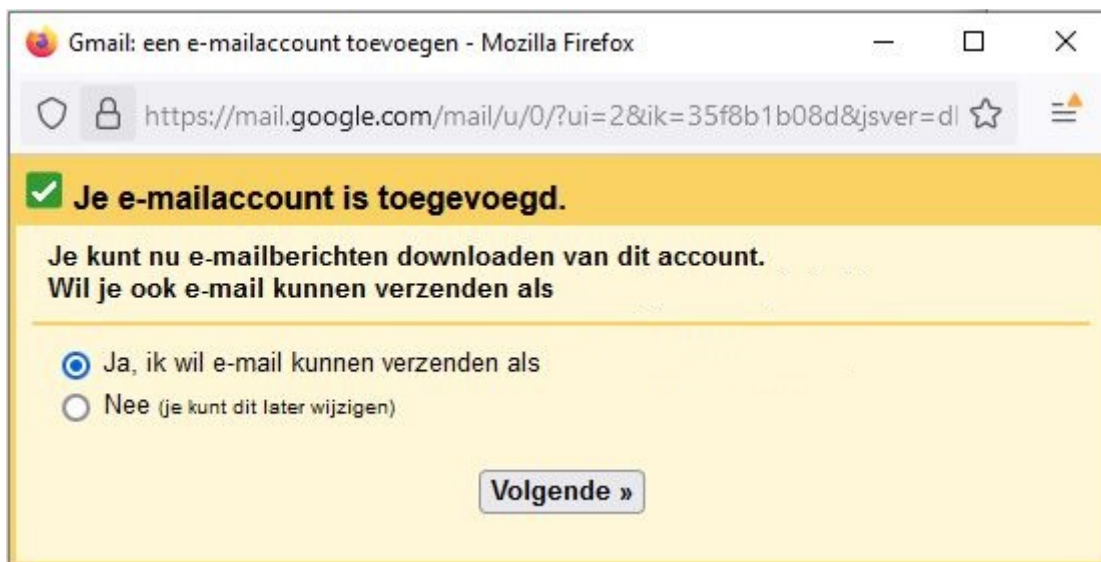 Gmail: een e-mailaccount toevoegen - Mozilla Firefox
https://mail.google.com/mail/u/0/?ui=2&ik=35f8b1b08d&jsver=dl
Je e-mailaccount is toegevoegd.
Je kunt nu e-mailberichten downloaden van dit account.
Wil je ook e-mail kunnen verzenden als
Ja, ik wil e-mail kunnen verzenden als
Nee (je kunt dit later wijzigen)
Volgende »